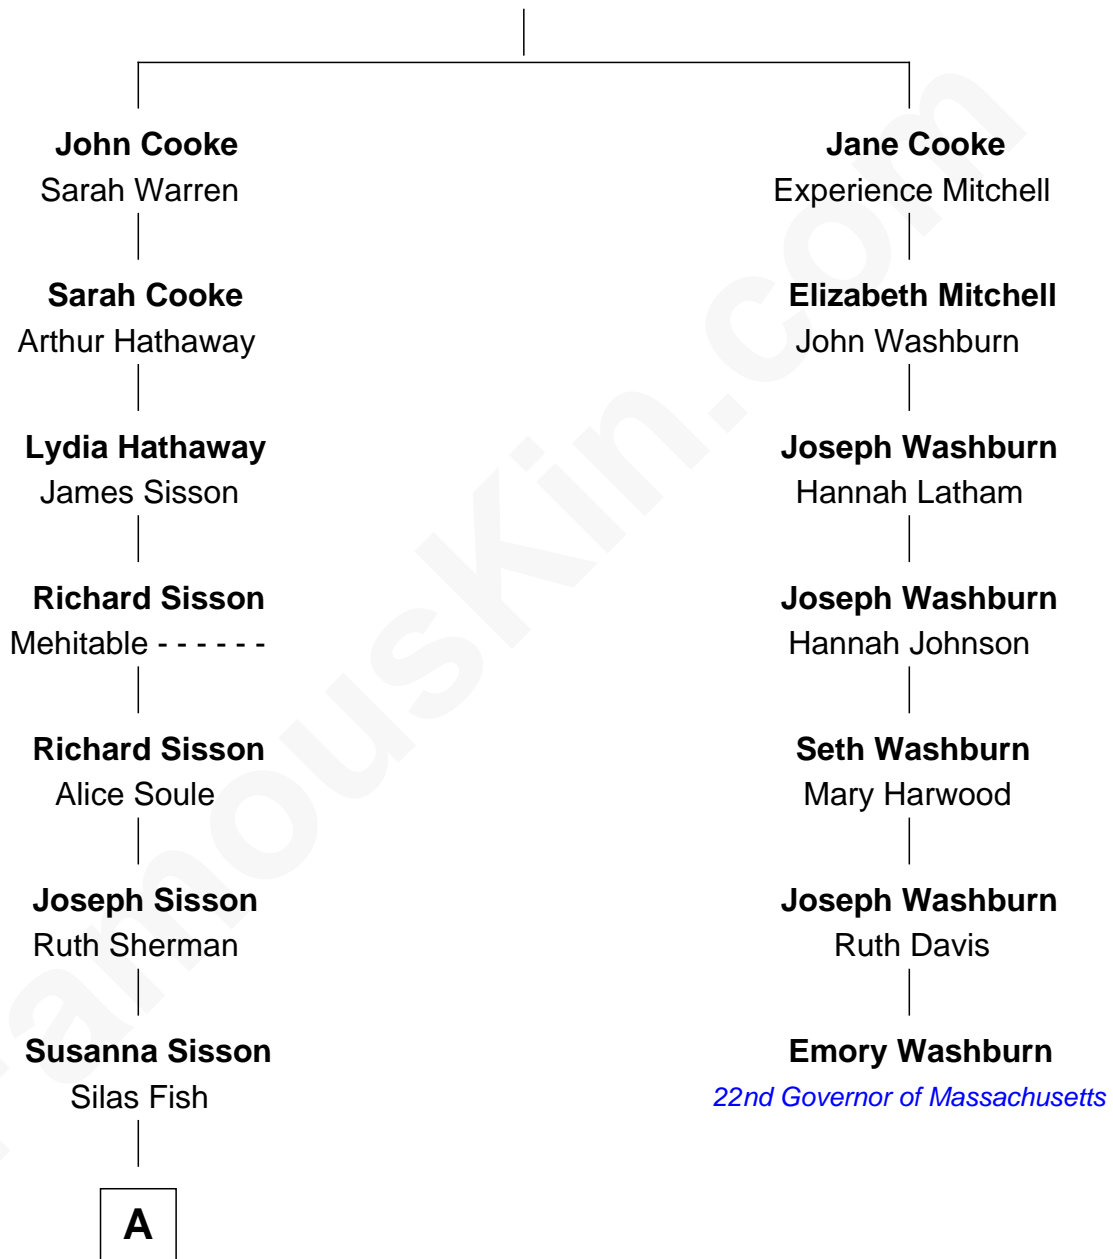 John Cooke
Sarah Warren
Sarah Cooke
Arthur Hathaway
Lydia Hathaway
James Sisson
Richard Sisson
Mehitable - - - - - -
Richard Sisson
Alice Soule
Joseph Sisson
Ruth Sherman
Susanna Sisson
Silas Fish
A
Jane Cooke
Experience Mitchell
Elizabeth Mitchell
John Washburn
Joseph Washburn
Hannah Latham
Joseph Washburn
Hannah Johnson
Seth Washburn
Mary Harwood
Joseph Washburn
Ruth Davis
Emory Washburn
22nd Governor of Massachusetts
FamousKin.com